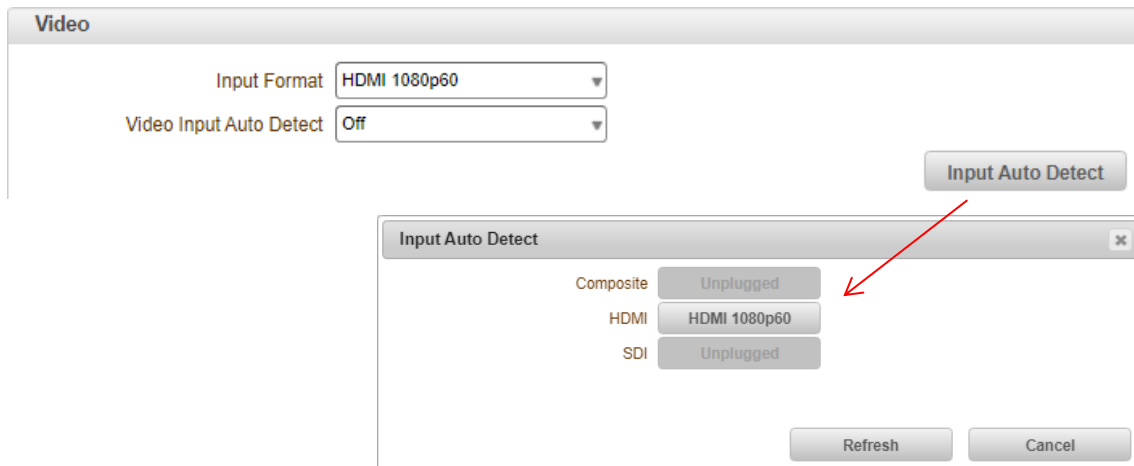 Video
Input Format HDMI 1080p60
Video Input Auto Detect Off
Input Auto Detect
Input Auto Detect
Composite Unplugged
HDMI HDMI 1080p60
SDI Unplugged
Refresh Cancel